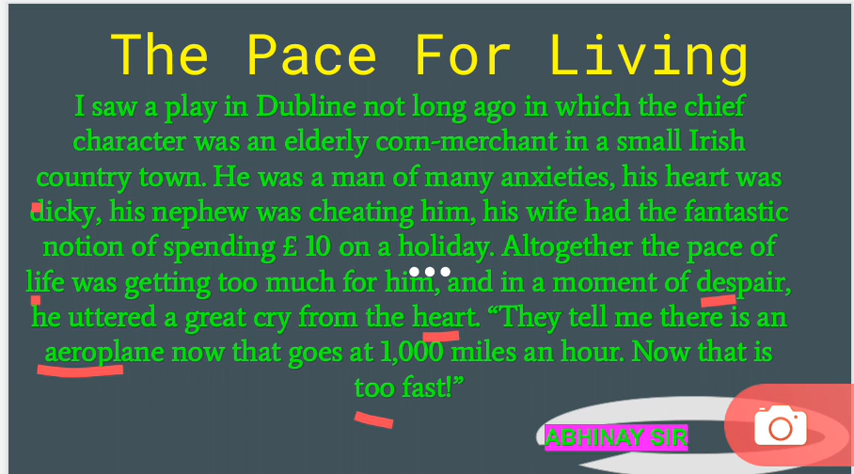 The Pace For Living
I saw a play in Dubline not long ago in which the chief
character was an elderly corn-merchant in a small Irish
country town. He was a man of many anxieties, his heart was
dicky, his nephew was cheating him, his wife had the fantastic
notion of spending £ 10 on a holiday. Altogether the pace of
life was getting too much for him, and in a moment of despair,
he uttered a great cry from the heart. “They tell me there is an
aeroplane now that goes at 1,000 miles an hour. Now that is
too fast!”
ABHINAY SIR